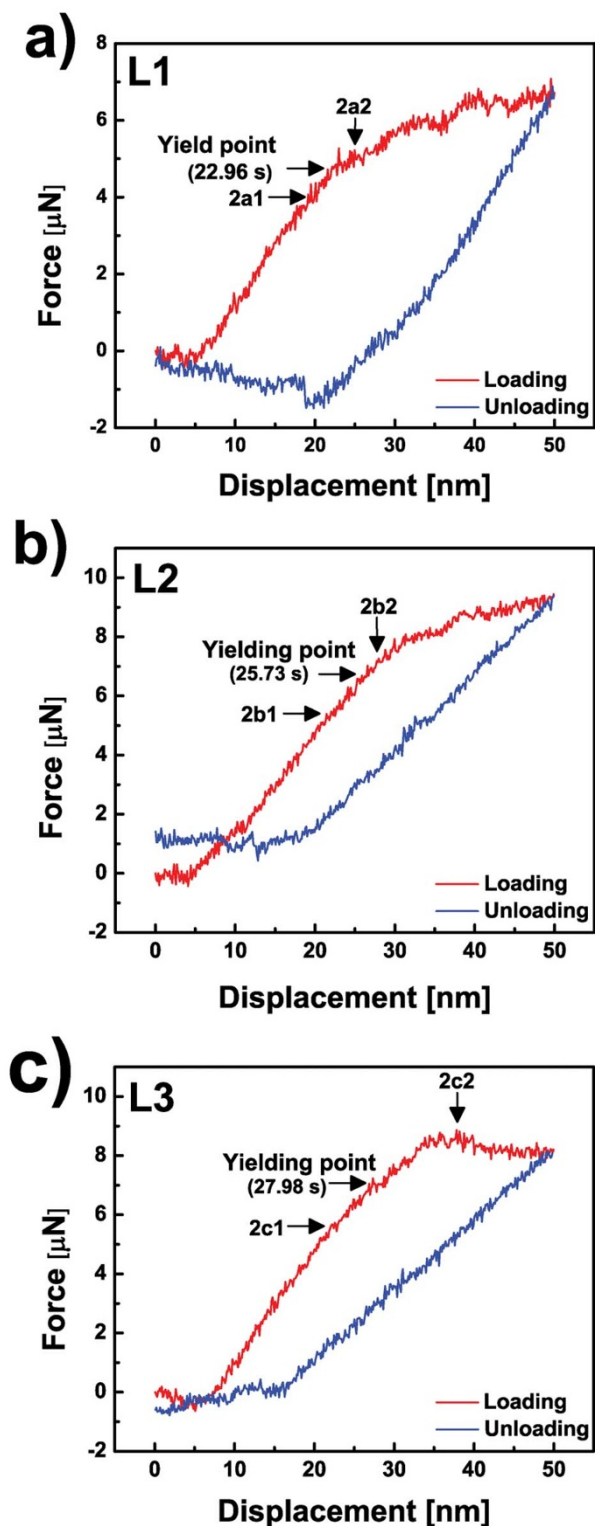 a)
L1
8
6
4
2
0
-2
2a2
Yield point
(22.96 s)
2a1
Loading
Unloading
0 10 20 30 40 50
Force [μN]
Displacement [nm]
b)
L2
10
8
6
4
2
0
-2
2b2
Yielding point
(25.73 s)
2b1
Loading
Unloading
0 10 20 30 40 50
Force [μN]
Displacement [nm]
c)
L3
10
8
6
4
2
0
-2
2c2
Yielding point
(27.98 s)
2c1
Loading
Unloading
0 10 20 30 40 50
Force [μN]
Displacement [nm]